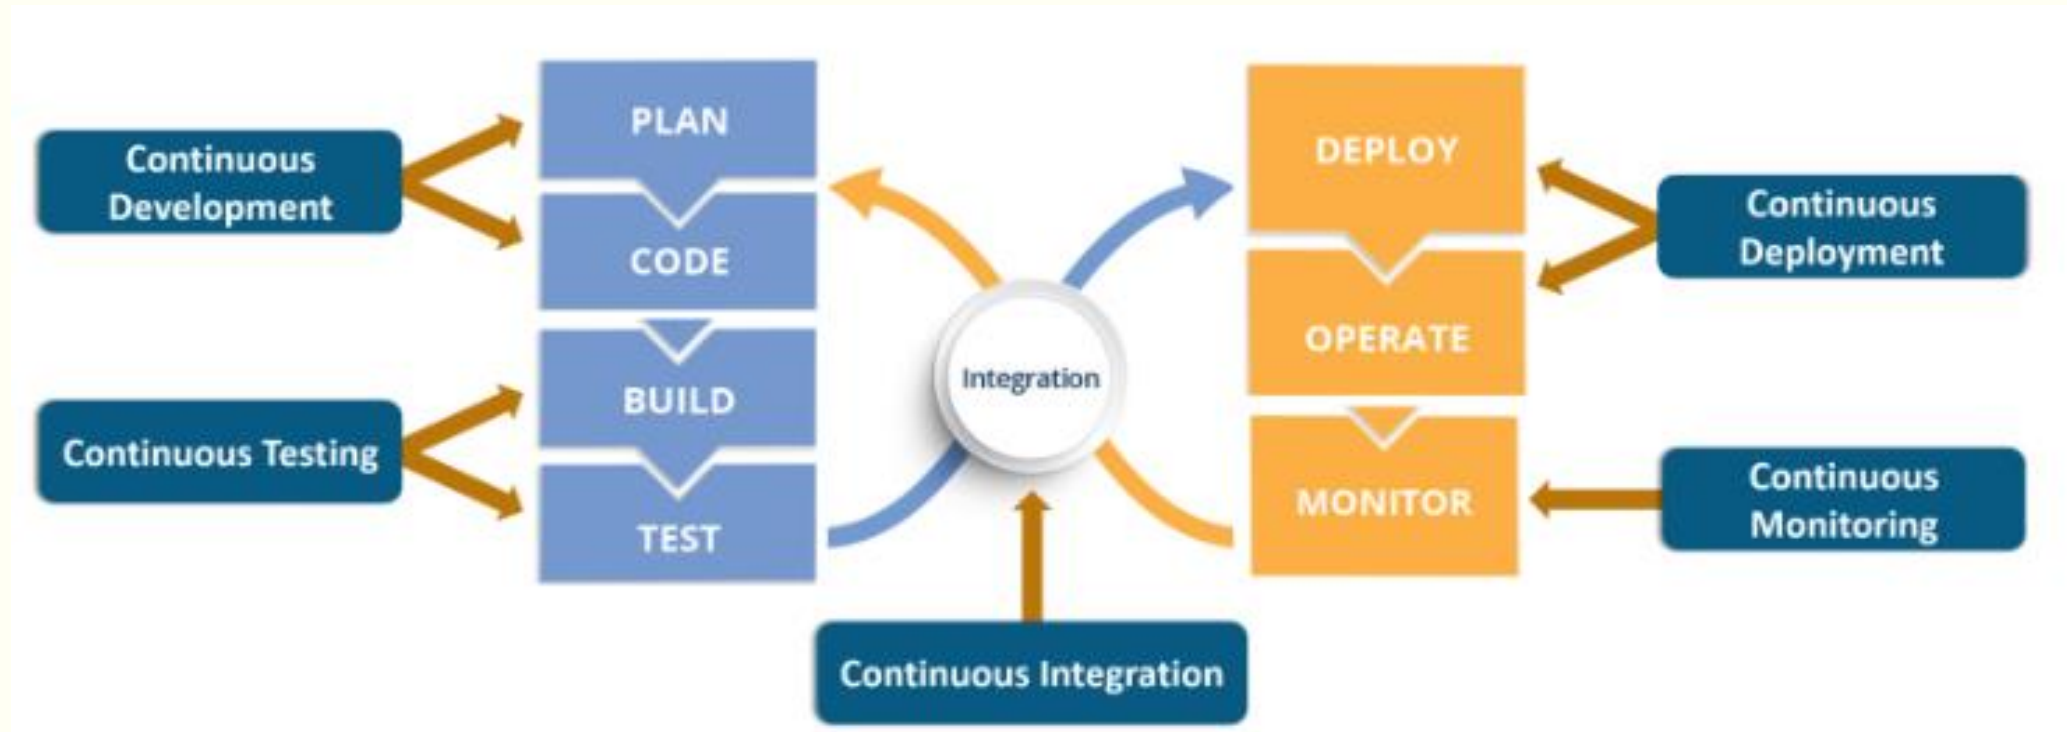 Continuous
Development
Continuous Testing
PLAN
CODE
BUILD
TEST
Integration
Continuous Integration
DEPLOY
OPERATE
MONITOR
Continuous
Deployment
Continuous
Monitoring